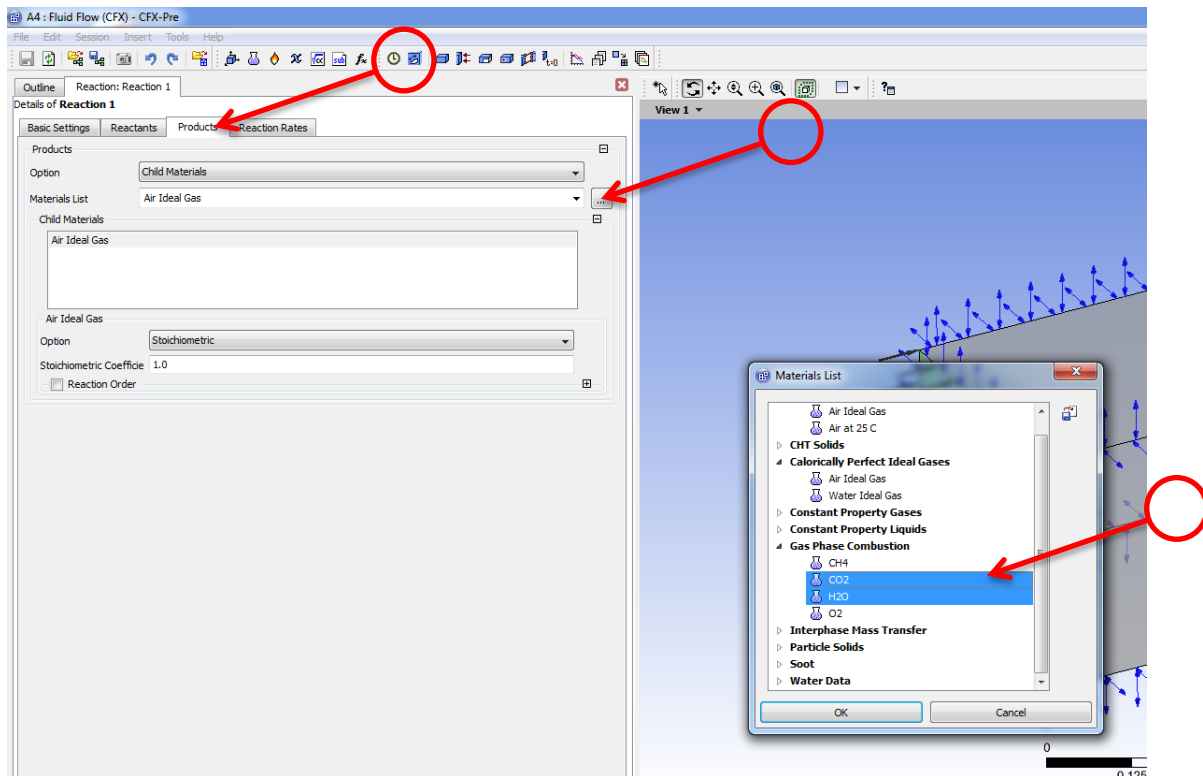 A4 : Fluid Flow (CFX) - CFX-Pre
File Edit Session Insert Tools Help
Outline Reaction: Reaction 1
Details of Reaction 1
Basic Settings Reactants Products Reaction Rates
Products
Option Child Materials
Materials List Air Ideal Gas ...
Child Materials
Air Ideal Gas
Air Ideal Gas
Option Stoichiometric
Stoichiometric Coefficie 1.0
Reaction Order
View 1
Materials List
Air Ideal Gas
Air at 25 C
CHT Solids
Calorically Perfect Ideal Gases
Air Ideal Gas
Water Ideal Gas
Constant Property Gases
Constant Property Liquids
Gas Phase Combustion
CH4
CO2
H2O
O2
Interphase Mass Transfer
Particle Solids
Soot
Water Data
OK Cancel
0
0.125